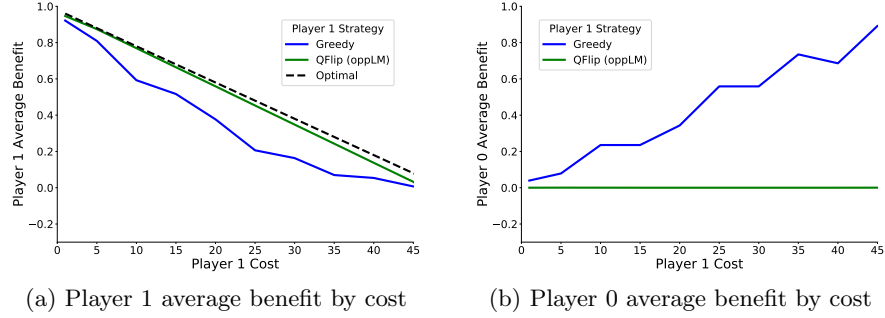 Player 1 Average Benefit
1.0
0.8
0.6
0.4
0.2
0.0
−0.2
Player 1 Strategy
Greedy
QFlip (oppLM)
Optimal
0 5 10 15 20 25 30 35 40 45
Player 1 Cost
(a) Player 1 average benefit by cost
Player 0 Average Benefit
1.0
0.8
0.6
0.4
0.2
0.0
−0.2
Player 1 Strategy
Greedy
QFlip (oppLM)
0 5 10 15 20 25 30 35 40 45
Player 1 Cost
(b) Player 0 average benefit by cost